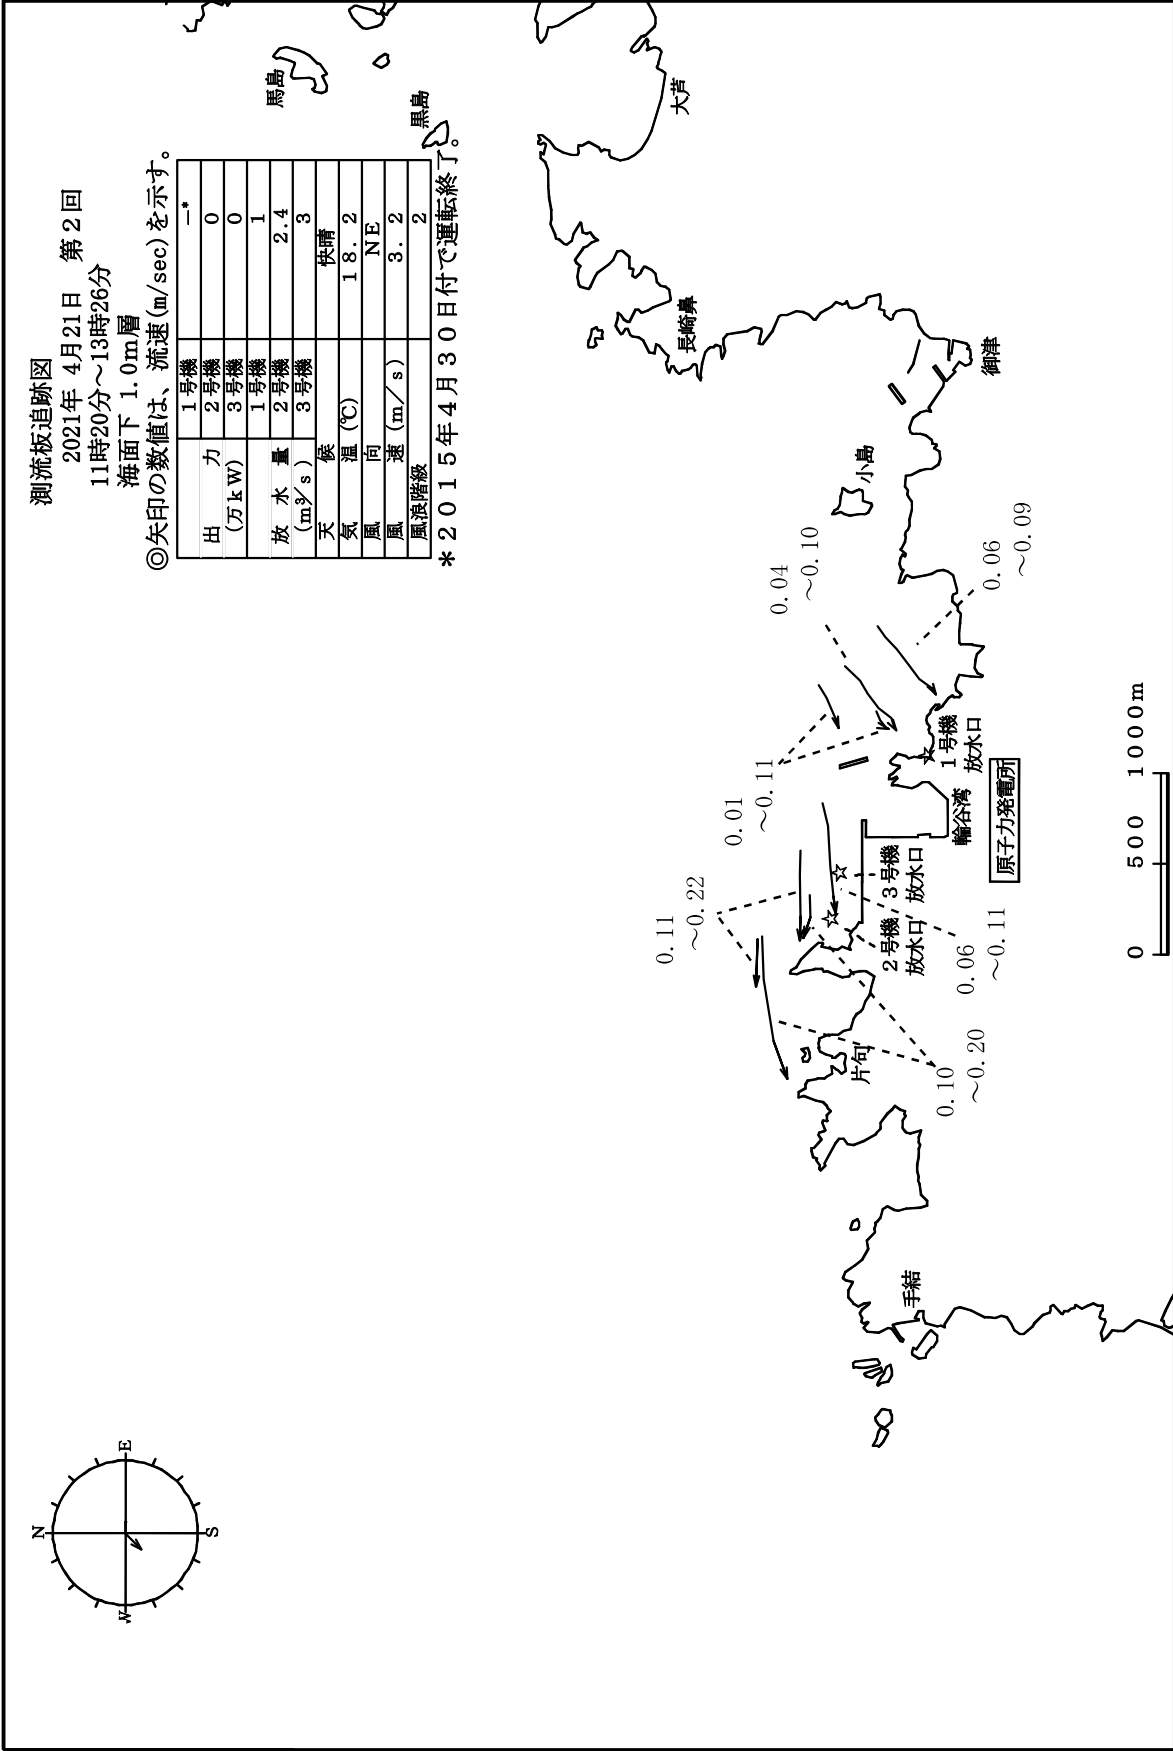 測流板追跡図
2021年 4月21日 第2回
11時20分～13時26分
海面下 1.0m層
◎矢印の数値は、流速(m/sec)を示す。
出力(万kW) 1号機 －*
2号機 0
3号機 0
放水量(m³/s) 1号機 1
2号機 2.4
3号機 3
天候 快晴
気温(℃) 18.2
風向 NE
風速(m/s) 3.2
風浪階級 2
*2015年4月30日付で運転終了。
N
W
E
S
馬島
黒島
大芦
長崎鼻
御津
小島
0.04
～0.10
0.06
～0.09
0.01
～0.11
0.11
～0.22
1号機
放水口
輪谷湾
原子力発電所
3号機
放水口
2号機
放水口
0.06
～0.11
0.10
～0.20
片句
手結
0 500 1000m